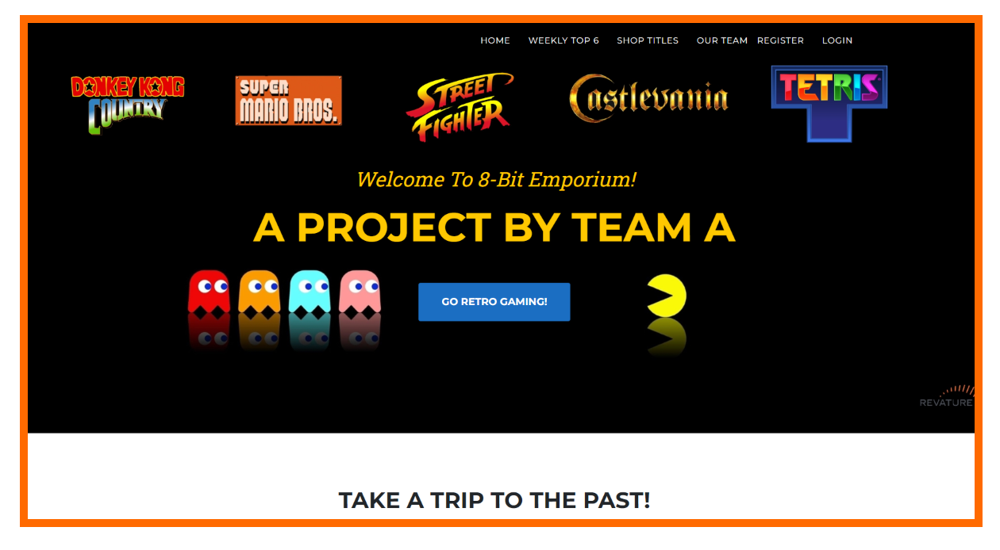 HOME WEEKLY TOP 6 SHOP TITLES OUR TEAM REGISTER LOGIN
DONKEY KONG
COUNTRY
SUPER
MARIO BROS.
STREET
FIGHTER
Castlevania
TETRIS
Welcome To 8-Bit Emporium!
A PROJECT BY TEAM A
GO RETRO GAMING!
REVATURE
TAKE A TRIP TO THE PAST!